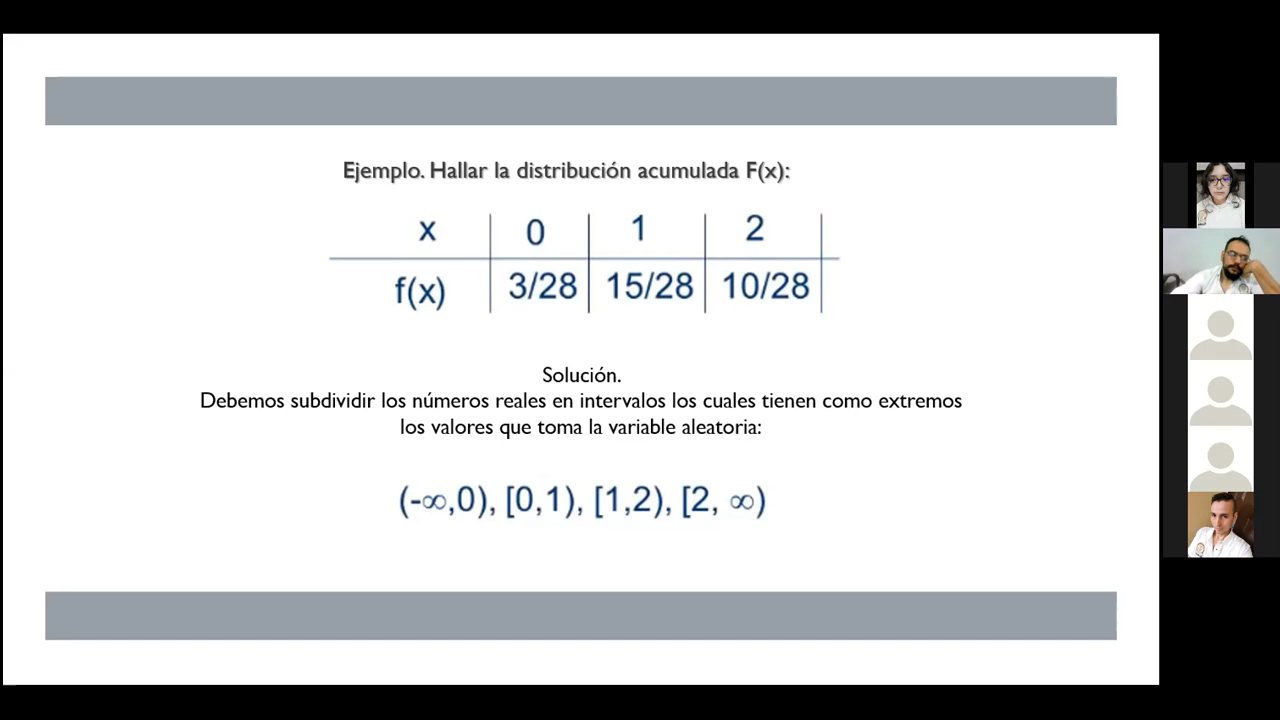 Ejemplo. Hallar la distribución acumulada F(x):
x 0 1 2
f(x) 3/28 15/28 10/28
Solución.
Debemos subdividir los números reales en intervalos los cuales tienen como extremos
los valores que toma la variable aleatoria:
(-∞,0), [0,1), [1,2), [2, ∞)